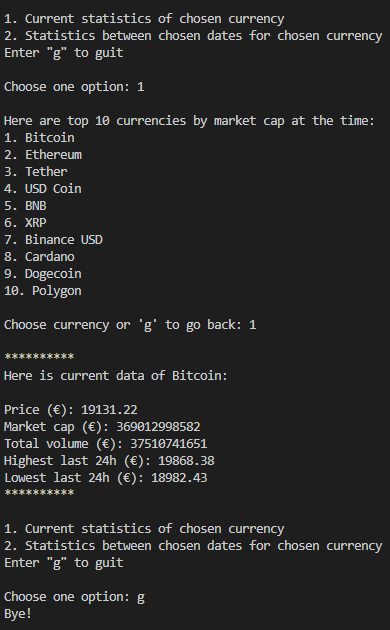 1. Current statistics of chosen currency
2. Statistics between chosen dates for chosen currency
Enter "g" to guit
Choose one option: 1
Here are top 10 currencies by market cap at the time:
1. Bitcoin
2. Ethereum
3. Tether
4. USD Coin
5. BNB
6. XRP
7. Binance USD
8. Cardano
9. Dogecoin
10. Polygon
Choose currency or 'g' to go back: 1
**********
Here is current data of Bitcoin:
Price (€): 19131.22
Market cap (€): 369012998582
Total volume (€): 37510741651
Highest last 24h (€): 19868.38
Lowest last 24h (€): 18982.43
**********
1. Current statistics of chosen currency
2. Statistics between chosen dates for chosen currency
Enter "g" to guit
Choose one option: g
Bye!